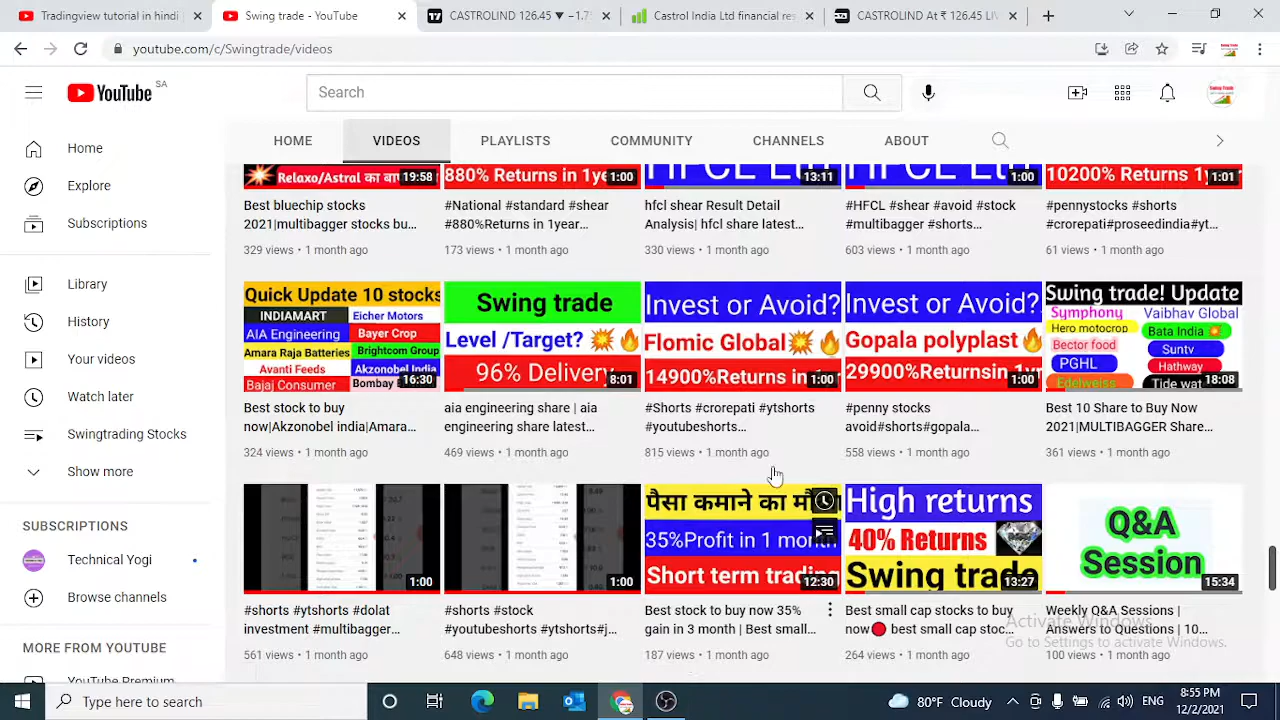 Tradingview tutorial in hindi
Swing trade - YouTube
CASTROLIND 126.45 ▼ −1.75
Castrol India Ltd financial res
CASTROLIND At ₹ 126.45 LIV
youtube.com/c/Swingtrade/videos
YouTube SA
Search
HOME
VIDEOS
PLAYLISTS
COMMUNITY
CHANNELS
ABOUT
Home
Explore
Subscriptions
Library
History
Your videos
Watch later
Swingtrading Stocks
Show more
SUBSCRIPTIONS
Technical Yogi
Browse channels
MORE FROM YOUTUBE
YouTube Premium
Relaxo/Astral का
19:58
880% Returns in 1ye
1:00
HFCL Ltd
13:11
HFCL Ltd
1:00
10200% Returns 1y
1:01
Best bluechip stocks
2021|multibagger stocks bu...
329 views • 1 month ago
#National #standard #shear
#880%Returns in 1year...
173 views • 1 month ago
hfcl shear Result Detail
Analysis| hfcl share latest...
330 views • 1 month ago
#HFCL #shear #avoid #stock
#multibagger #shorts...
603 views • 1 month ago
#pennystocks #shorts
#crorepati#proseedindia#yt...
61 views • 1 month ago
Quick Update 10 stocks
INDIAMART
Eicher Motors
AIA Engineering
Bayer Crop
Amara Raja Batteries
Brightcom Group
Avanti Feeds
Akzonobel India
Bajaj Consumer
Bombay
16:30
Swing trade
Level /Target?
96% Delivery
8:01
Invest or Avoid?
Flomic Global
14900%Returns in 1
1:00
Invest or Avoid?
Gopala polyplast
29900%Returnsin 1
1:00
Swing trade! Update
Symphony
Vaibhav Global
Hero motocrop
Bata India
Bector food
Suntv
PGHL
Hathway
Edelweiss
Tide wat
18:08
Best stock to buy
now|Akzonobel india|Amara...
324 views • 1 month ago
aia engineering share | aia
engineering share latest...
469 views • 1 month ago
#Shorts #crorepati #ytshorts
#youtubeshorts...
815 views • 1 month ago
#penny stocks
avoid#shorts#gopala...
558 views • 1 month ago
Best 10 Share to Buy Now
2021|MULTIBAGGER Share...
361 views • 1 month ago
1:00
1:00
पैसा कमाने का
35%Profit in 1 month
Short term trading
12:30
High returns
40% Returns
Swing trade
13:27
Q&A
Session
15:34
#shorts #ytshorts #dolat
investment #multibagger...
561 views • 1 month ago
#shorts #stock
#youtubeshorts #ytshorts#j...
648 views • 1 month ago
Best stock to buy now 35%
gain in 3 month | Best small...
187 views • 1 month ago
Best small cap stocks to buy
now🔴 best small cap stoc...
264 views • 1 month ago
Weekly Q&A Sessions |
Answers to Questions | 10...
100 views • 1 month ago
Activate Windows
Go to Settings to activate Windows.
Type here to search
80°F Cloudy
ENG
8:55 PM
12/2/2021